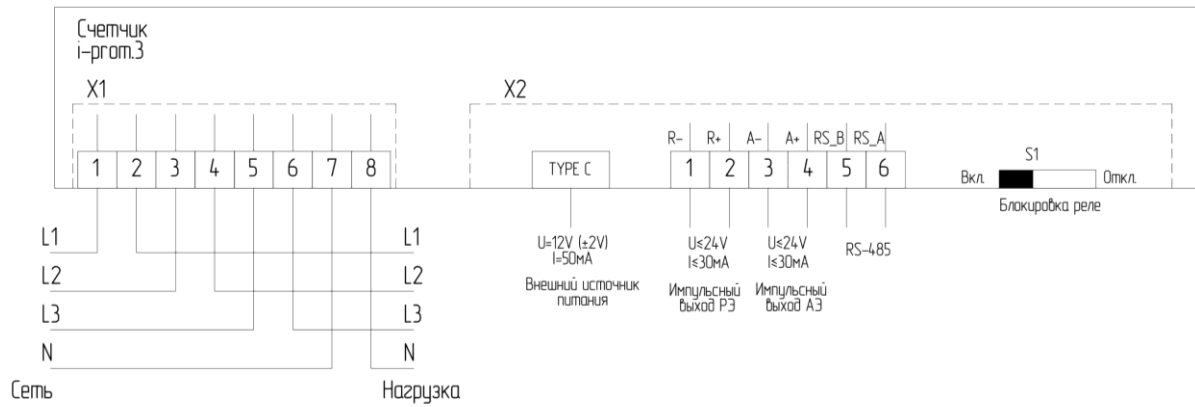 Счетчик
i-prom.3
X1
X2
R- R+ A- A+ RS_B RS_A
1 2 3 4 5 6 7 8
TYPE C
1 2 3 4 5 6
S1
Вкл. Откл.
Блокировка реле
L1 L1
L2 L2
L3 L3
N N
Сеть Нагрузка
U=12V (±2V)
I=50мА
Внешний источник
питания
U≤24V
I≤30мА
Импульсный
выход РЭ
U≤24V
I≤30мА
Импульсный
выход АЭ
RS-485